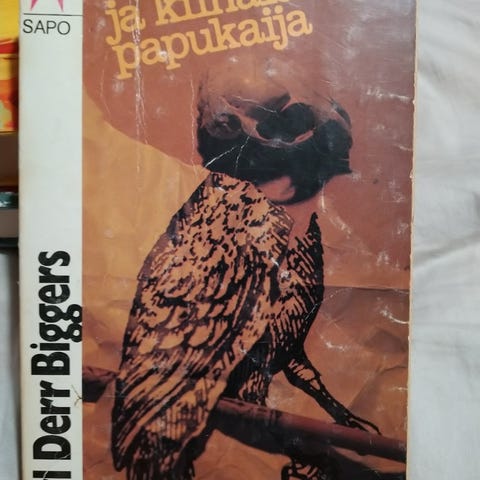 SAPO
ja
papukaija
Derr Biggers